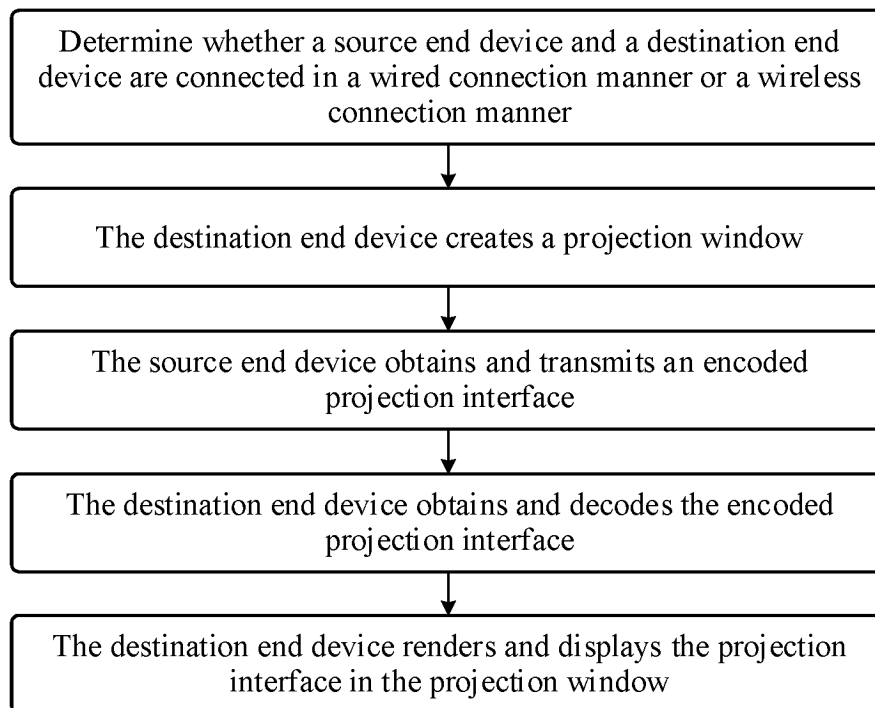 Determine whether a source end device and a destination end
device are connected in a wired connection manner or a wireless
connection manner
The destination end device creates a projection window
The source end device obtains and transmits an encoded
projection interface
The destination end device obtains and decodes the encoded
projection interface
The destination end device renders and displays the projection
interface in the projection window